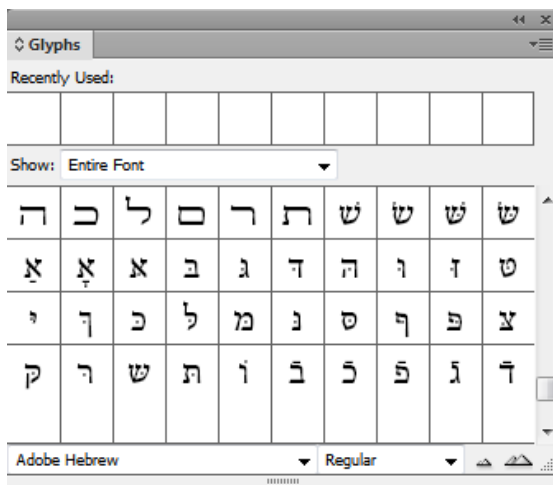 Glyphs
Recently Used:
Show: Entire Font
ﬣ ﬤ ﬥ ﬦ ﬧ ﬨ שׁ שׂ שּׁ שּׂ
אַ אָ אּ בּ גּ דּ הּ וּ זּ טּ
יּ ךּ כּ לּ מּ נּ סּ ףּ פּ צּ
קּ רּ שּ תּ וֹ בֿ כֿ פֿ גֿ דֿ
Adobe Hebrew Regular